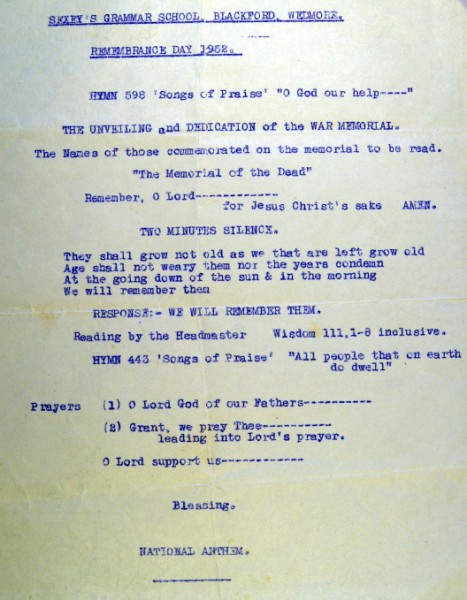 SEXEY'S GRAMMAR SCHOOL, BLACKFORD, WEDMORE.
REMEMBRANCE DAY 1952.
HYMN 598 'Songs of Praise' "O God our help----"
THE UNVEILING and DEDICATION of the WAR MEMORIAL.
The Names of those commemorated on the memorial to be read.
"The Memorial of the Dead"
Remember, O Lord------------
for Jesus Christ's sake AMEN.
TWO MINUTES SILENCE.
They shall grow not old as we that are left grow old
Age shall not weary them nor the years condemn
At the going down of the sun & in the morning
We will remember them
RESPONSE:- WE WILL REMEMBER THEM.
Reading by the Headmaster Wisdom 111,1-8 inclusive.
HYMN 443 'Songs of Praise' "All people that on earth
do dwell"
Prayers (1) O Lord God of our Fathers----------
(2) Grant, we pray Thee----------
leading into Lord's prayer.
O Lord support us------------
Blessing.
NATIONAL ANTHEM.